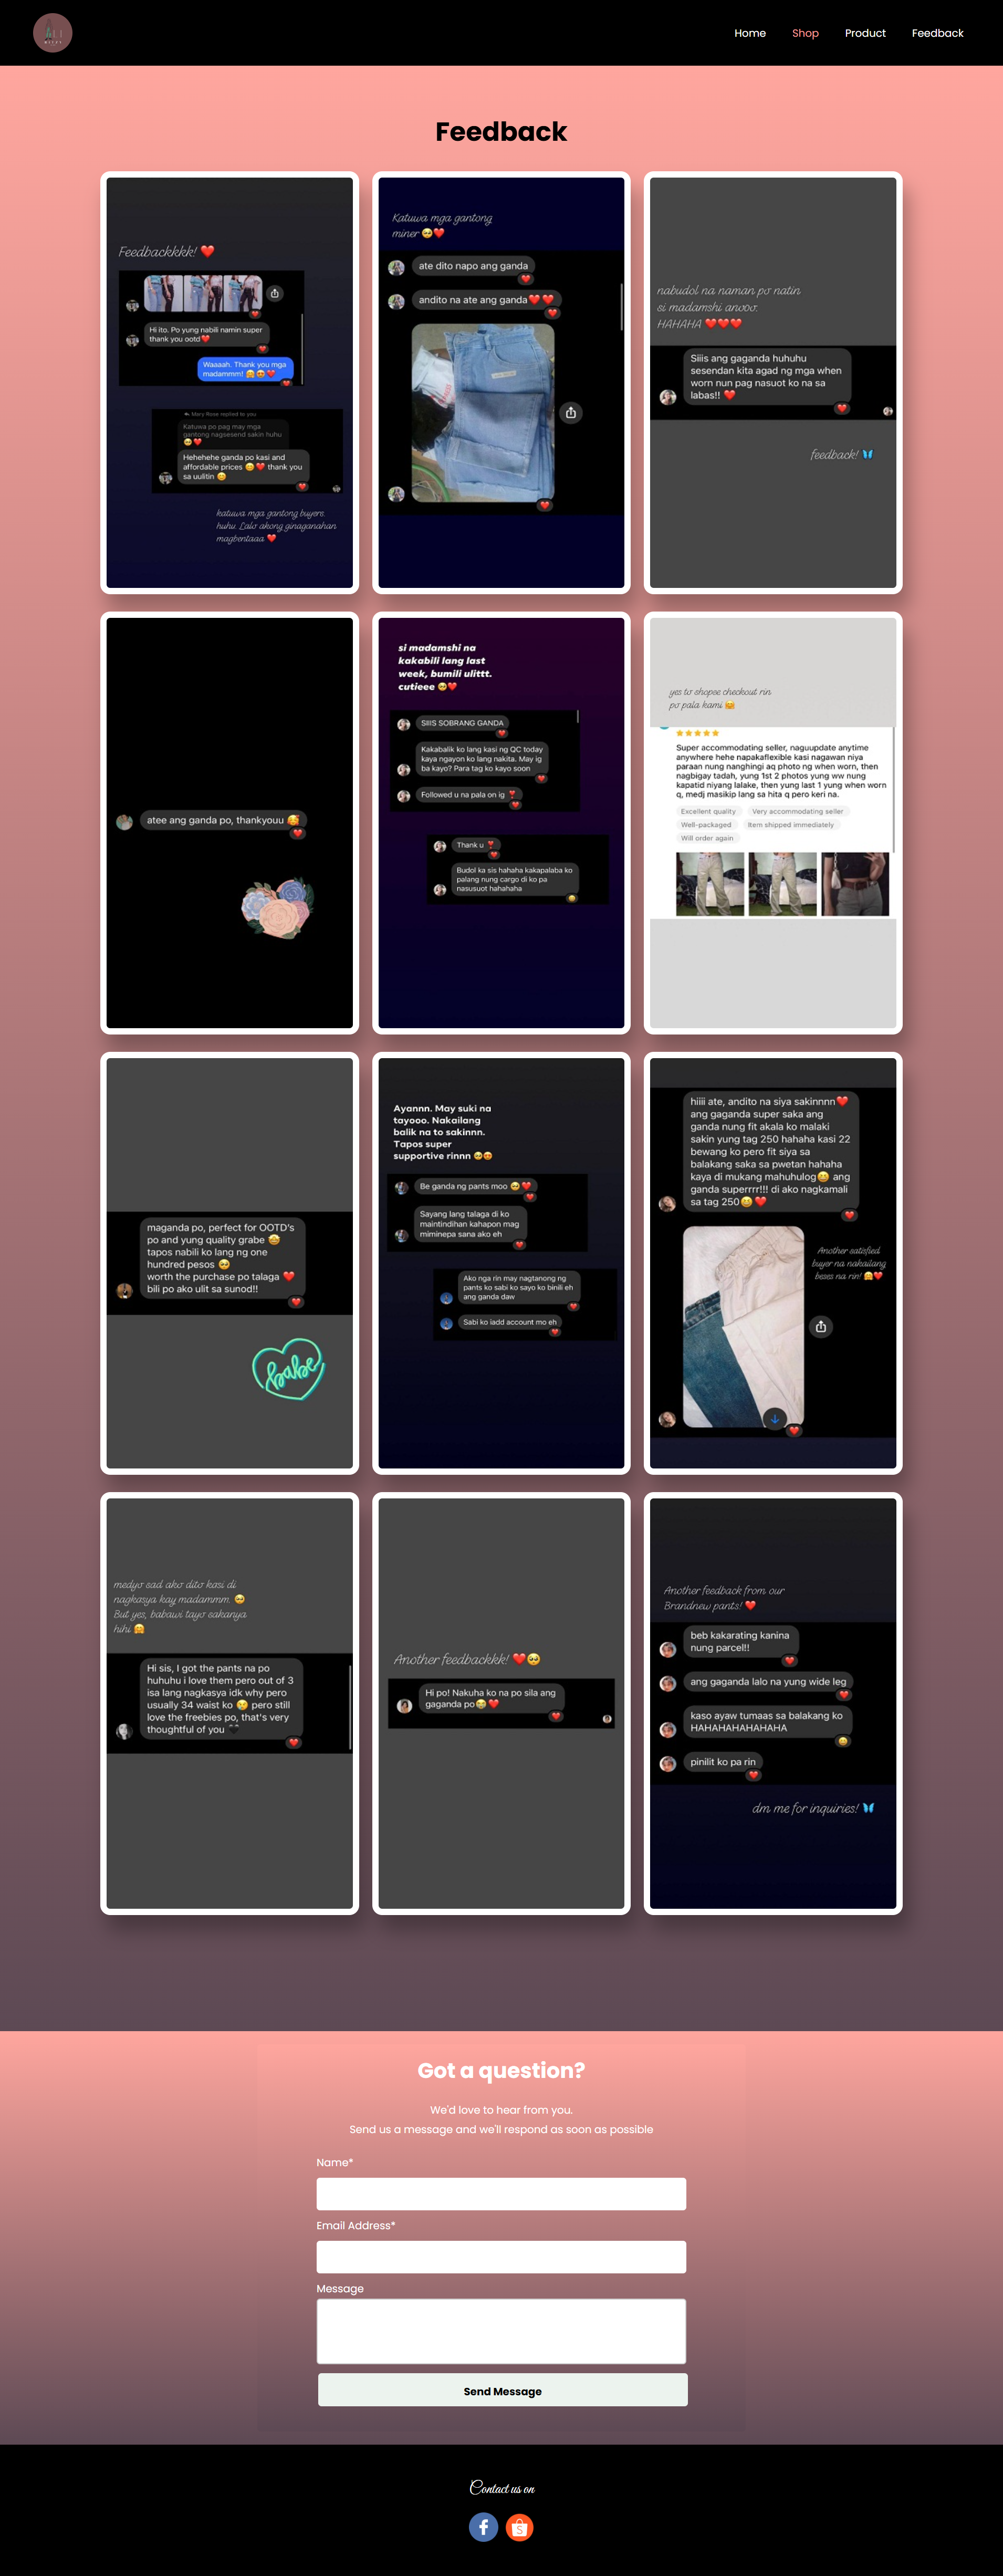 ALI
Home Shop Product Feedback
Feedback
Feedbackkkk! ❤️
Hi ito. Po yung nabili namin super
thank you ootd❤️
Waaaah. Thank you mga
madammm! 🤗😍❤️
Mary Rose replied to you
Katuwa po pag may mga
gantong nagsesend sakin huhu
🥺❤️
Hehehehe ganda po kasi and
affordable prices 😊❤️ thank you
sa uulitin 😊
katuwa mga gantong buyers.
huhu. Lalo akong ginaganahan
magbentaaa ❤️
Katuwa mga gantong
miner 🥺❤️
ate dito napo ang ganda
andito na ate ang ganda❤️❤️
nabudol na naman po natin
si madamshi anwoo.
HAHAHA ❤️❤️❤️
Siiis ang gaganda huhuhu
sesendan kita agad ng mga when
worn nun pag nasuot ko na sa
labas!! ❤️
feedback! 🦋
atee ang ganda po, thankyouu 🥰
si madamshi na
kakabili lang last
week, bumili ulittt.
cutieee 🥺❤️
SIIIS SOBRANG GANDA
Kakabalik ko lang kasi ng QC today
kaya ngayon ko lang nakita. May ig
ba kayo? Para tag ko kayo soon
Followed u na pala on ig ❣️
Thank u ❣️
Budol ka sis hahaha kakapalaba ko
palang nung cargo di ko pa
nasusuot hahahaha
yes to shopee checkout rin
po pala kami 🤗
Super accommodating seller, naguupdate anytime
anywhere hehe napakaflexible kasi nagawan niya
paraan nung nanghingi aq photo ng when worn, then
nagbigay tadah, yung 1st 2 photos yung ww nung
kapatid niyang lalake, then yung last 1 yung when worn
q, medj masikip lang sa hita q pero keri na.
Excellent quality Very accommodating seller
Well-packaged Item shipped immediately
Will order again
maganda po, perfect for OOTD's
po and yung quality grabe 🤩
tapos nabili ko lang ng one
hundred pesos 🥺
worth the purchase po talaga ❤️
bili po ako ulit sa sunod!!
babe
Ayannn. May suki na
tayooo. Nakailang
balik na to sakinnn.
Tapos super
supportive rinnn 🥺😍
Be ganda ng pants moo 🥺❤️
Sayang lang talaga di ko
maintindihan kahapon mag
miminepa sana ako eh
Ako nga rin may nagtanong ng
pants ko sabi ko sayo ko binili eh
ang ganda daw
Sabi ko iadd account mo eh
hiiii ate, andito na siya sakinnnn❤️
ang gaganda super saka ang
ganda nung fit akala ko malaki
sakin yung tag 250 hahaha kasi 22
bewang ko pero fit siya sa
balakang saka sa pwetan hahaha
kaya di mukang mahuhulog😆 ang
ganda superrrr!!! di ako nagkamali
sa tag 250😆❤️
Another satisfied
buyer na nakailang
beses na rin! 🤗❤️
medyo sad ako dito kasi di
nagkasya kay madammm. 🥺
But yes, babawi tayo sakanya
hihi 🤗
Hi sis, I got the pants na po
huhuhu i love them pero out of 3
isa lang nagkasya idk why pero
usually 34 waist ko 😢 pero still
love the freebies po, that's very
thoughtful of you 🖤
Another feedbackkk! ❤️🥺
Hi po! Nakuha ko na po sila ang
gaganda po😭❤️
Another feedback from our
Brandnew pants! ❤️
beb kakarating kanina
nung parcel!!
ang gaganda lalo na yung wide leg
kaso ayaw tumaas sa balakang ko
HAHAHAHAHAHAHA
pinilit ko pa rin
dm me for inquiries! 🦋
Got a question?
We'd love to hear from you.
Send us a message and we'll respond as soon as possible
Name*
Email Address*
Message
Send Message
Contact us on